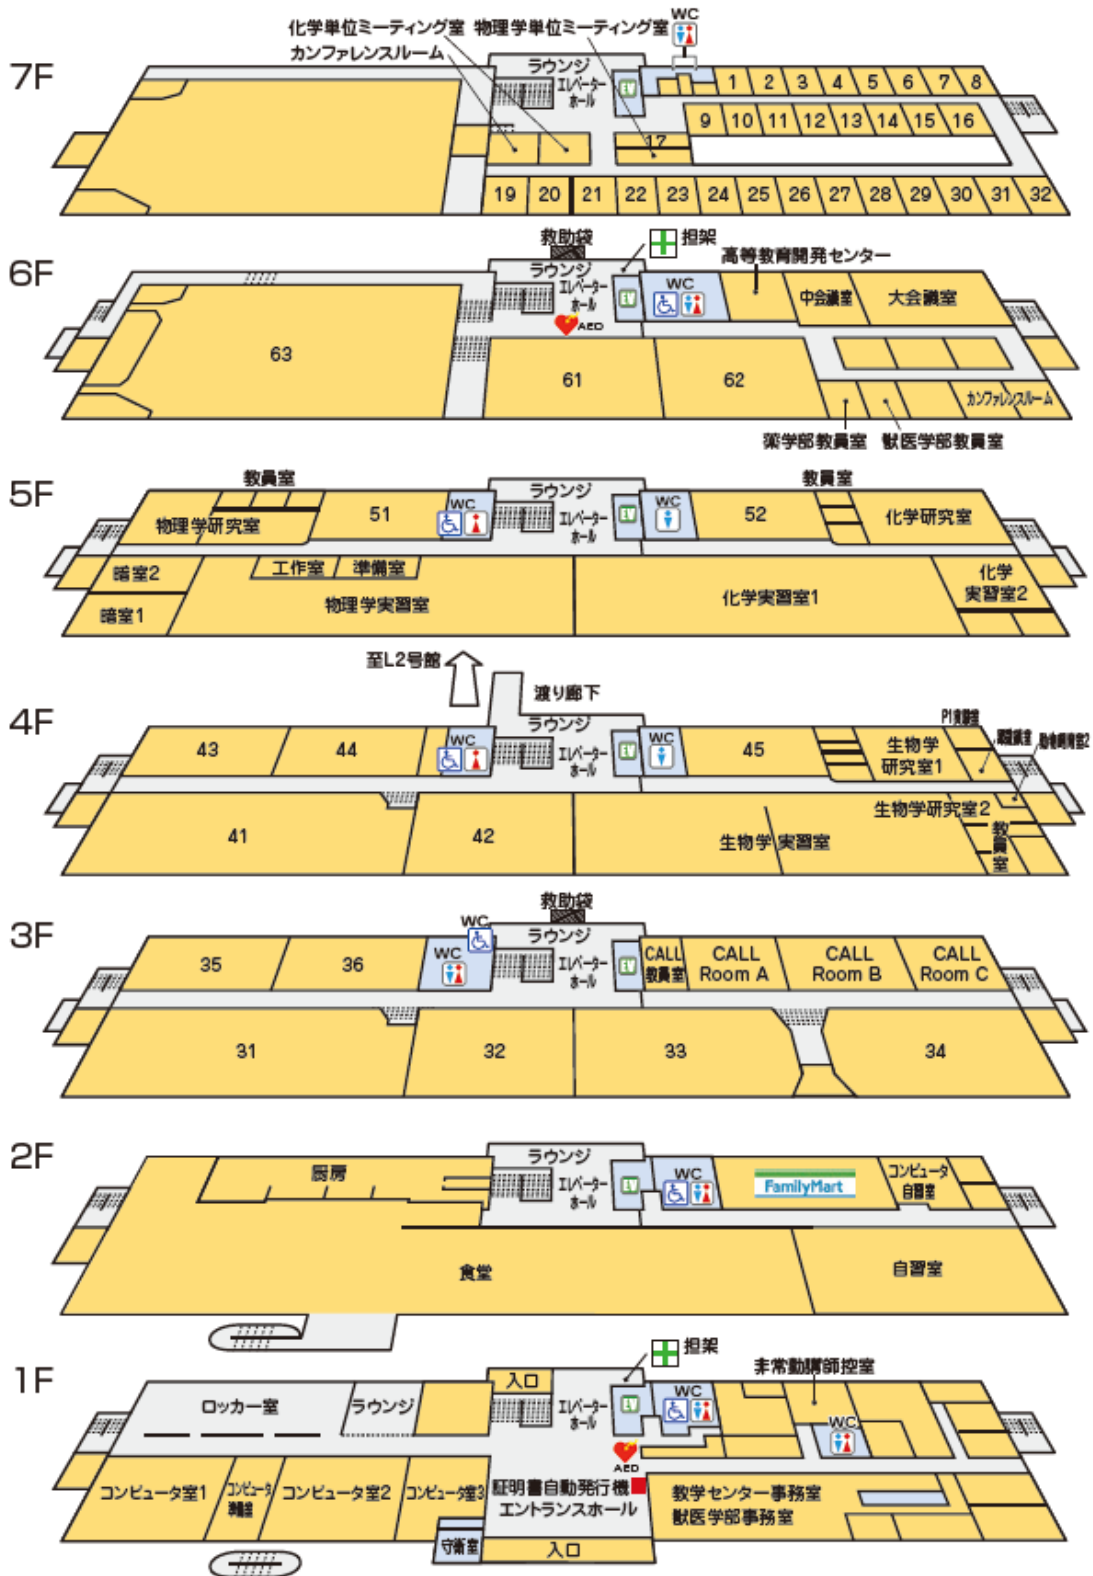 7F
化学単位ミーティング室
物理学単位ミーティング室
カンファレンスルーム
WC
ラウンジ
エレベーター
ホール
EV
1 2 3 4 5 6 7 8
9 10 11 12 13 14 15 16
17
19 20 21 22 23 24 25 26 27 28 29 30 31 32
6F
救助袋
担架
高等教育開発センター
ラウンジ
エレベーター
ホール
EV
WC
中会議室
大会議室
AED
63
61
62
カンファレンスルーム
薬学部教員室
獣医学部教員室
5F
教員室
教員室
ラウンジ
物理学研究室
51
WC
エレベーター
ホール
EV
WC
52
化学研究室
暗室2
工作室
準備室
暗室1
物理学実習室
化学実習室1
化学
実習室2
4F
至L2号館
渡り廊下
ラウンジ
43
44
WC
エレベーター
ホール
EV
WC
45
生物学
研究室1
P1実験室
動物飼育室2
41
42
生物学 実習室
生物学研究室2
教員室
3F
救助袋
ラウンジ
35
36
WC
WC
エレベーター
ホール
EV
CALL
教員室
CALL
Room A
CALL
Room B
CALL
Room C
31
32
33
34
2F
ラウンジ
厨房
エレベーター
ホール
EV
WC
FamilyMart
コンピュータ
自習室
食堂
自習室
1F
担架
非常勤講師控室
入口
ロッカー室
ラウンジ
エレベーター
ホール
EV
WC
WC
AED
コンピュータ室1
コンピュータ
準備室
コンピュータ室2
コンピュータ室3
証明書自動発行機
エントランスホール
教学センター事務室
獣医学部事務室
守衛室
入口